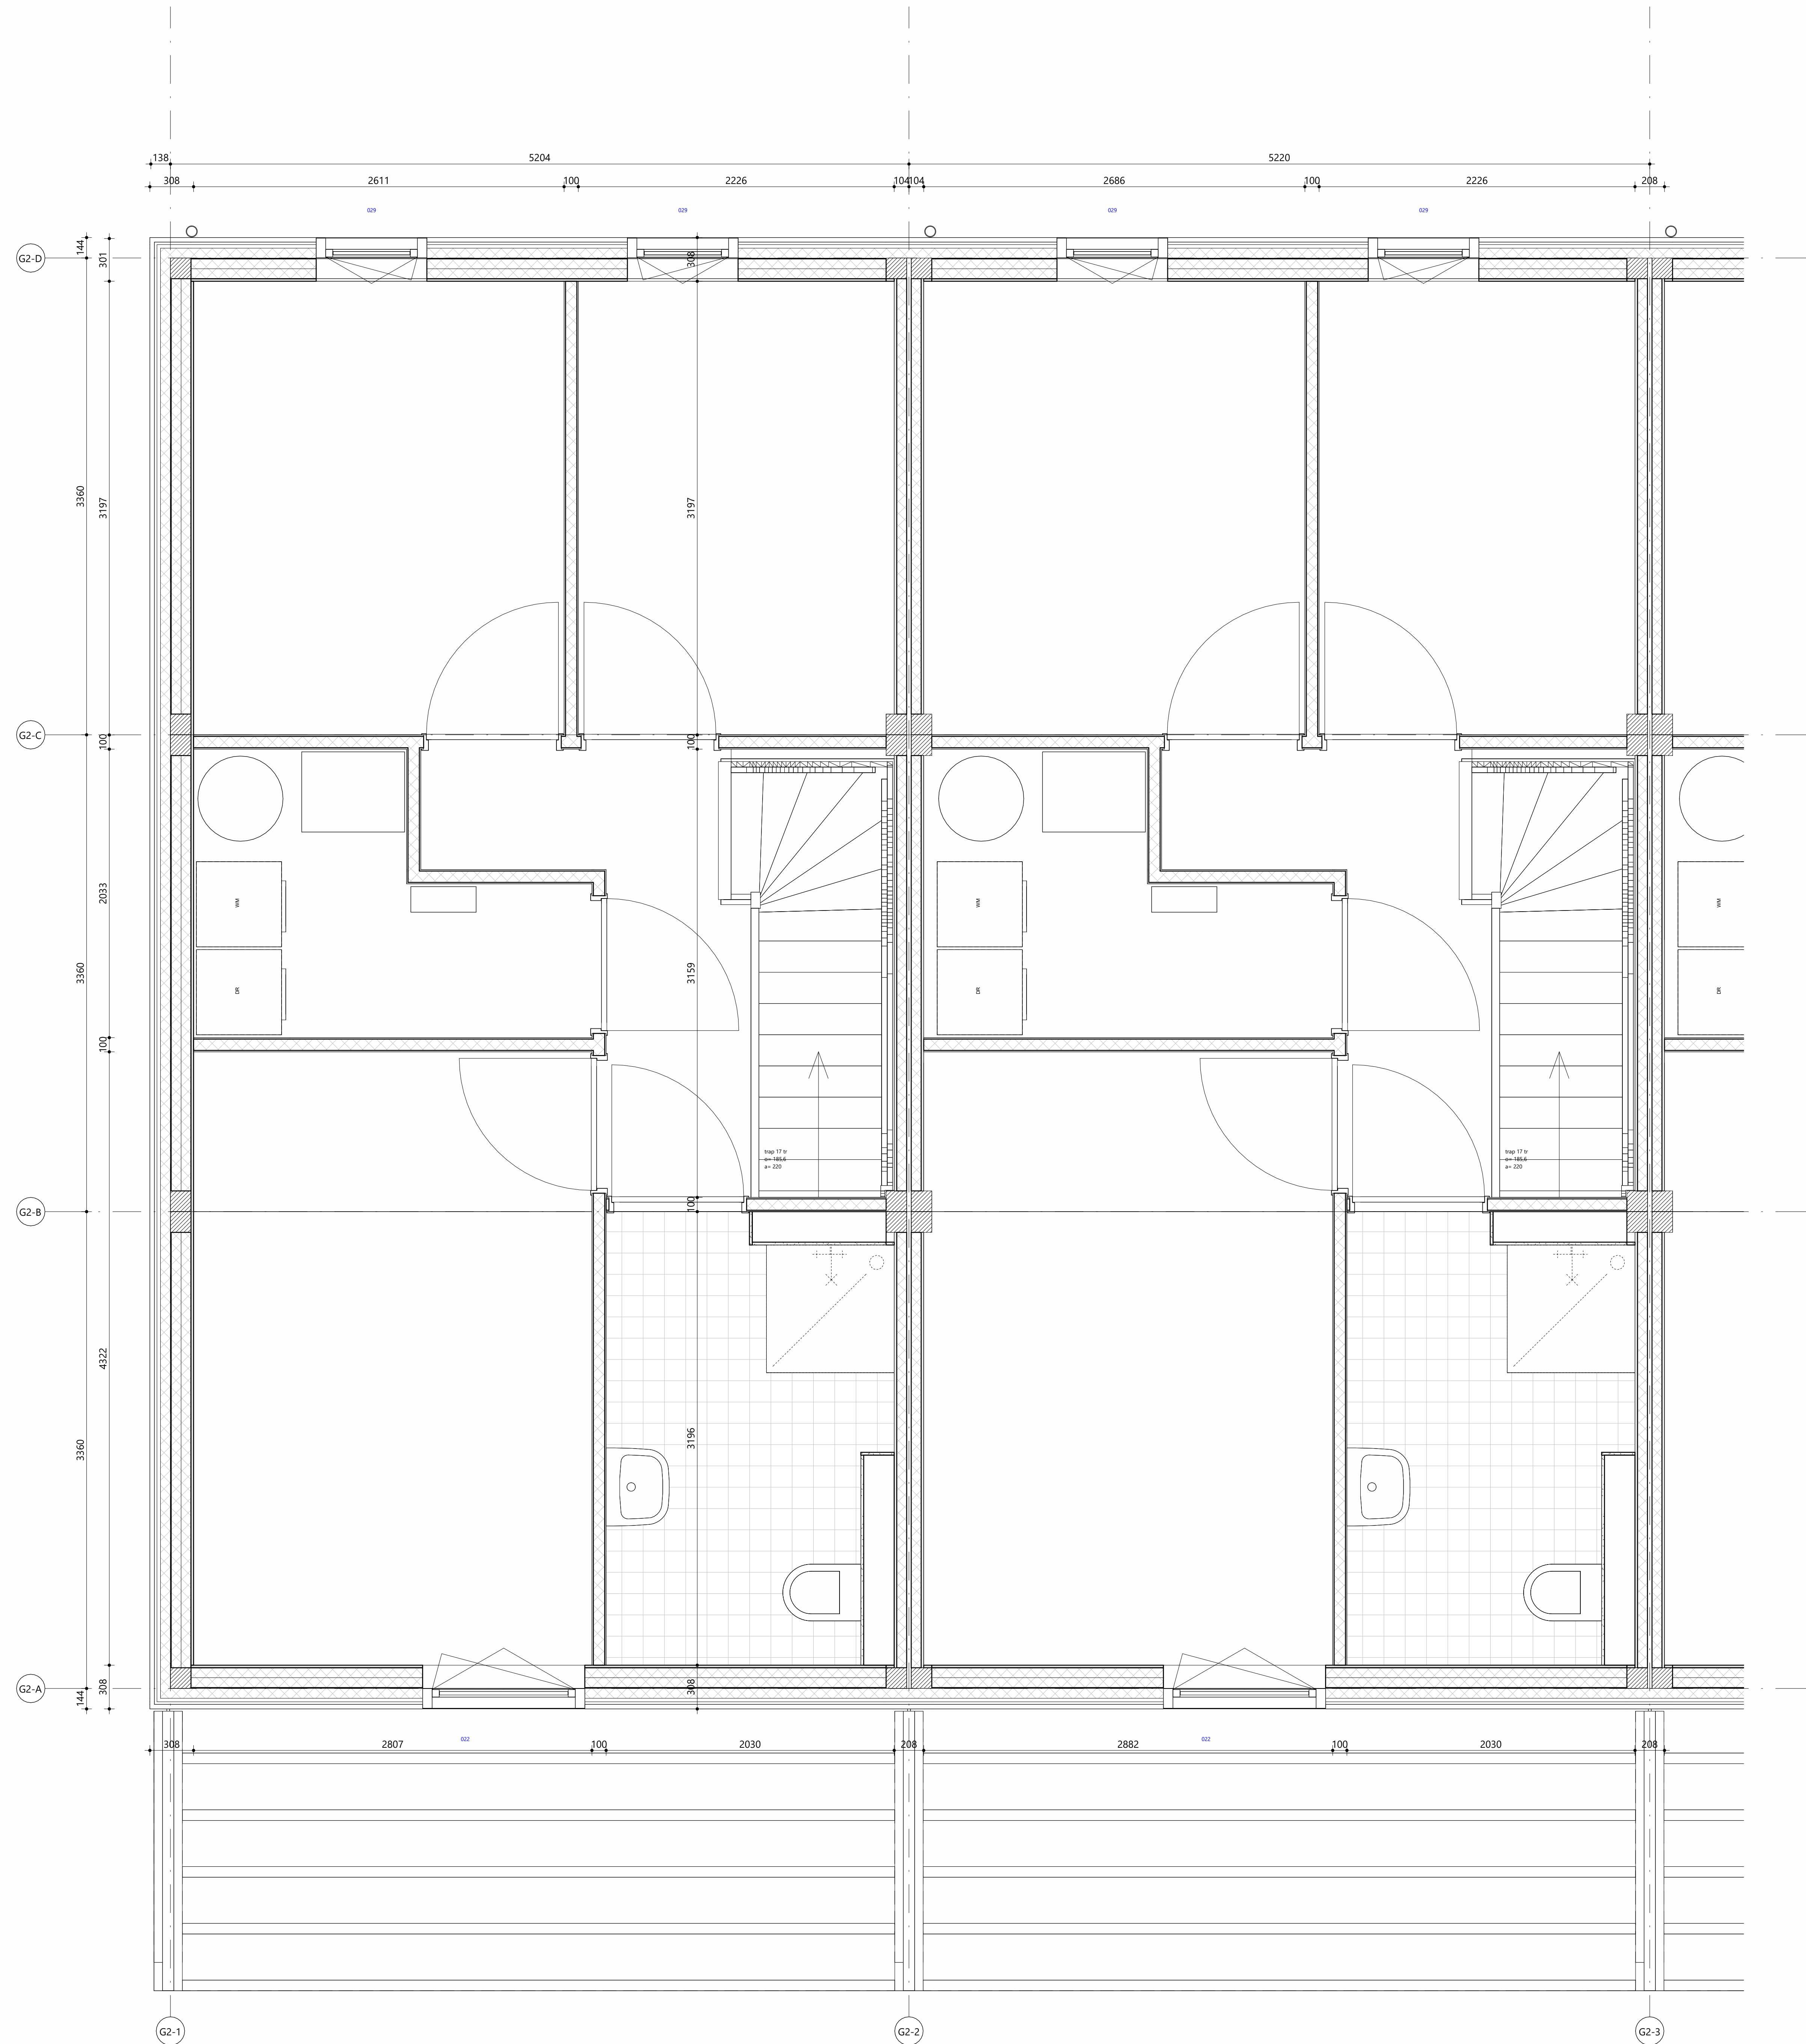 138 5204 5220
308 2611 100 2226 104 104 2686 100 2226 208
029 029 029 029
G2-D
144
301
308
3360
3197
3197
G2-C
100
100
WM
WM
WM
2033
3360
3159
DR
DR
DR
100
trap 17 tr
o= 185,6
a= 220
trap 17 tr
o= 185,6
a= 220
100
G2-B
4322
3360
3196
G2-A
144
308
308
308 2807 022 100 2030 208 2882 022 100 2030 208
G2-1 G2-2 G2-3